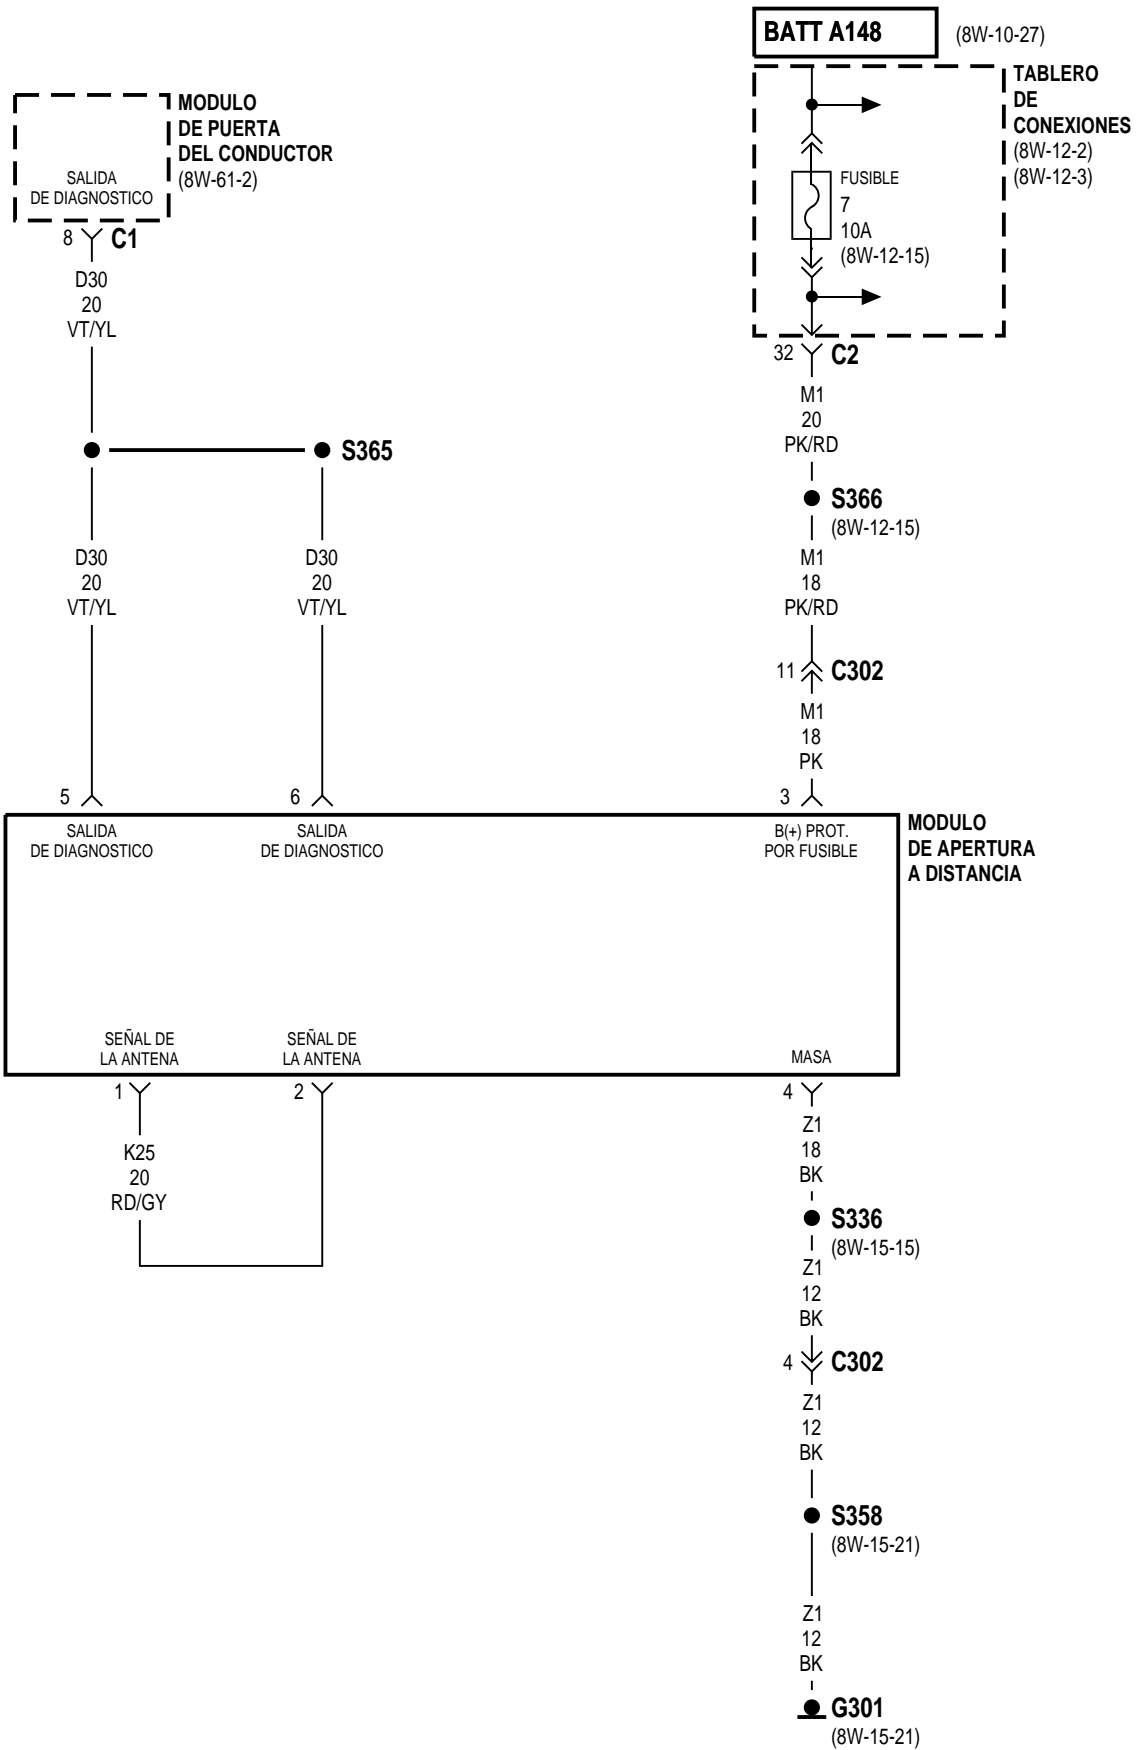 BATT A148
(8W-10-27)
TABLERO
DE
CONEXIONES
(8W-12-2)
(8W-12-3)
FUSIBLE
7
10A
(8W-12-15)
32
C2
MODULO
DE PUERTA
DEL CONDUCTOR
(8W-61-2)
SALIDA
DE DIAGNOSTICO
8
C1
D30
20
VT/YL
S365
D30
20
VT/YL
D30
20
VT/YL
M1
20
PK/RD
S366
(8W-12-15)
M1
18
PK/RD
11
C302
M1
18
PK
5
6
3
SALIDA
DE DIAGNOSTICO
SALIDA
DE DIAGNOSTICO
B(+) PROT.
POR FUSIBLE
MODULO
DE APERTURA
A DISTANCIA
SEÑAL DE
LA ANTENA
SEÑAL DE
LA ANTENA
MASA
1
2
4
K25
20
RD/GY
Z1
18
BK
S336
(8W-15-15)
Z1
12
BK
4
C302
Z1
12
BK
S358
(8W-15-21)
Z1
12
BK
G301
(8W-15-21)